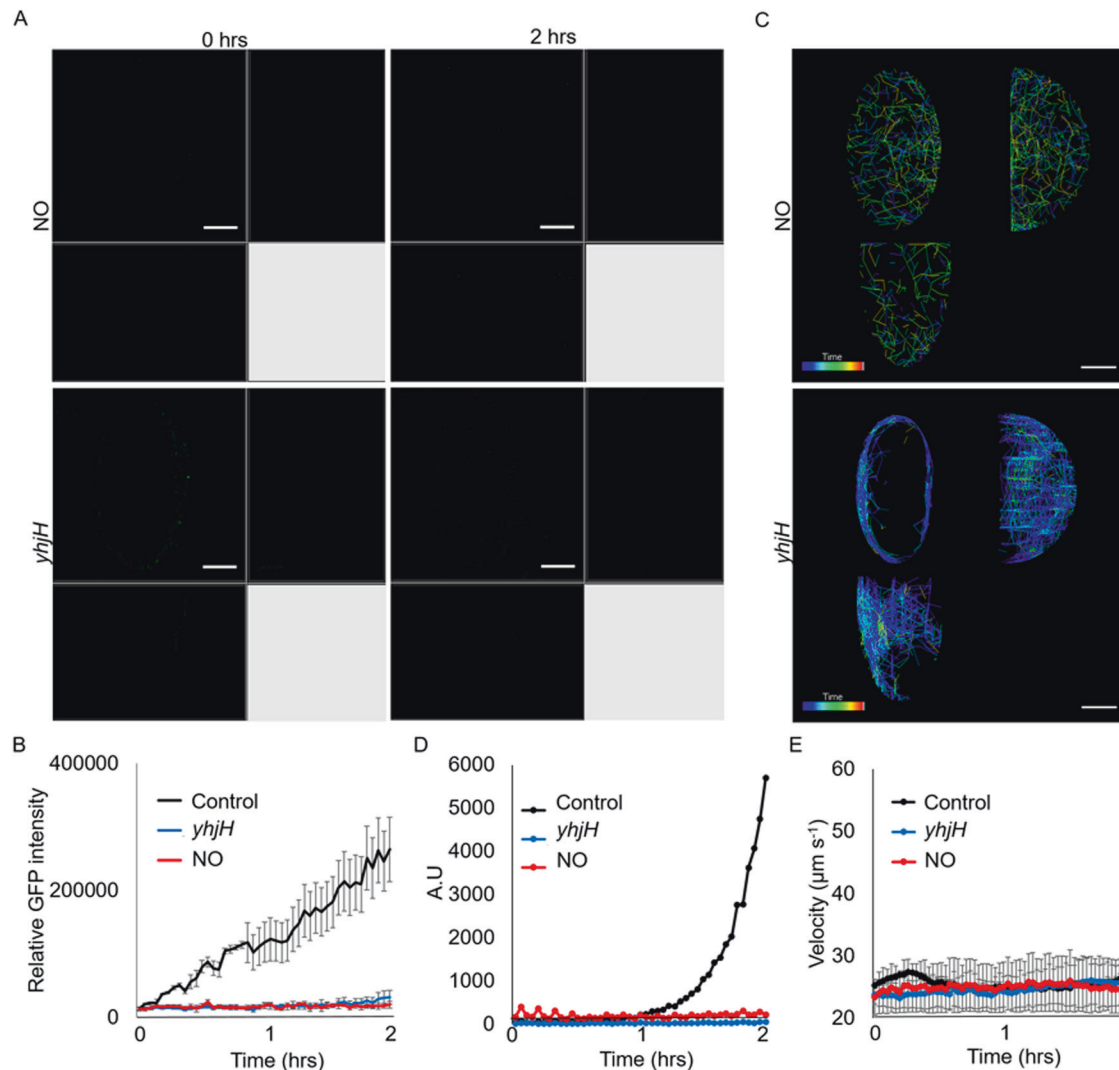 A
0 hrs
2 hrs
NO
yhjH
C
NO
Time
yhjH
Time
B
400000
200000
0
Relative GFP intensity
Control
yhjH
NO
0
1
2
Time (hrs)
D
6000
5000
4000
3000
2000
1000
0
A.U
Control
yhjH
NO
0
1
2
Time (hrs)
E
60
50
40
30
20
Velocity (µm s⁻¹)
Control
yhjH
NO
0
1
Time (hrs)